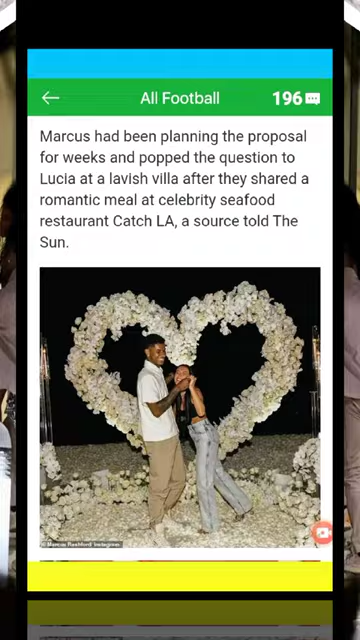 All Football
196
Marcus had been planning the proposal
for weeks and popped the question to
Lucia at a lavish villa after they shared a
romantic meal at celebrity seafood
restaurant Catch LA, a source told The
Sun.
© Marcus Rashford/ Instagram